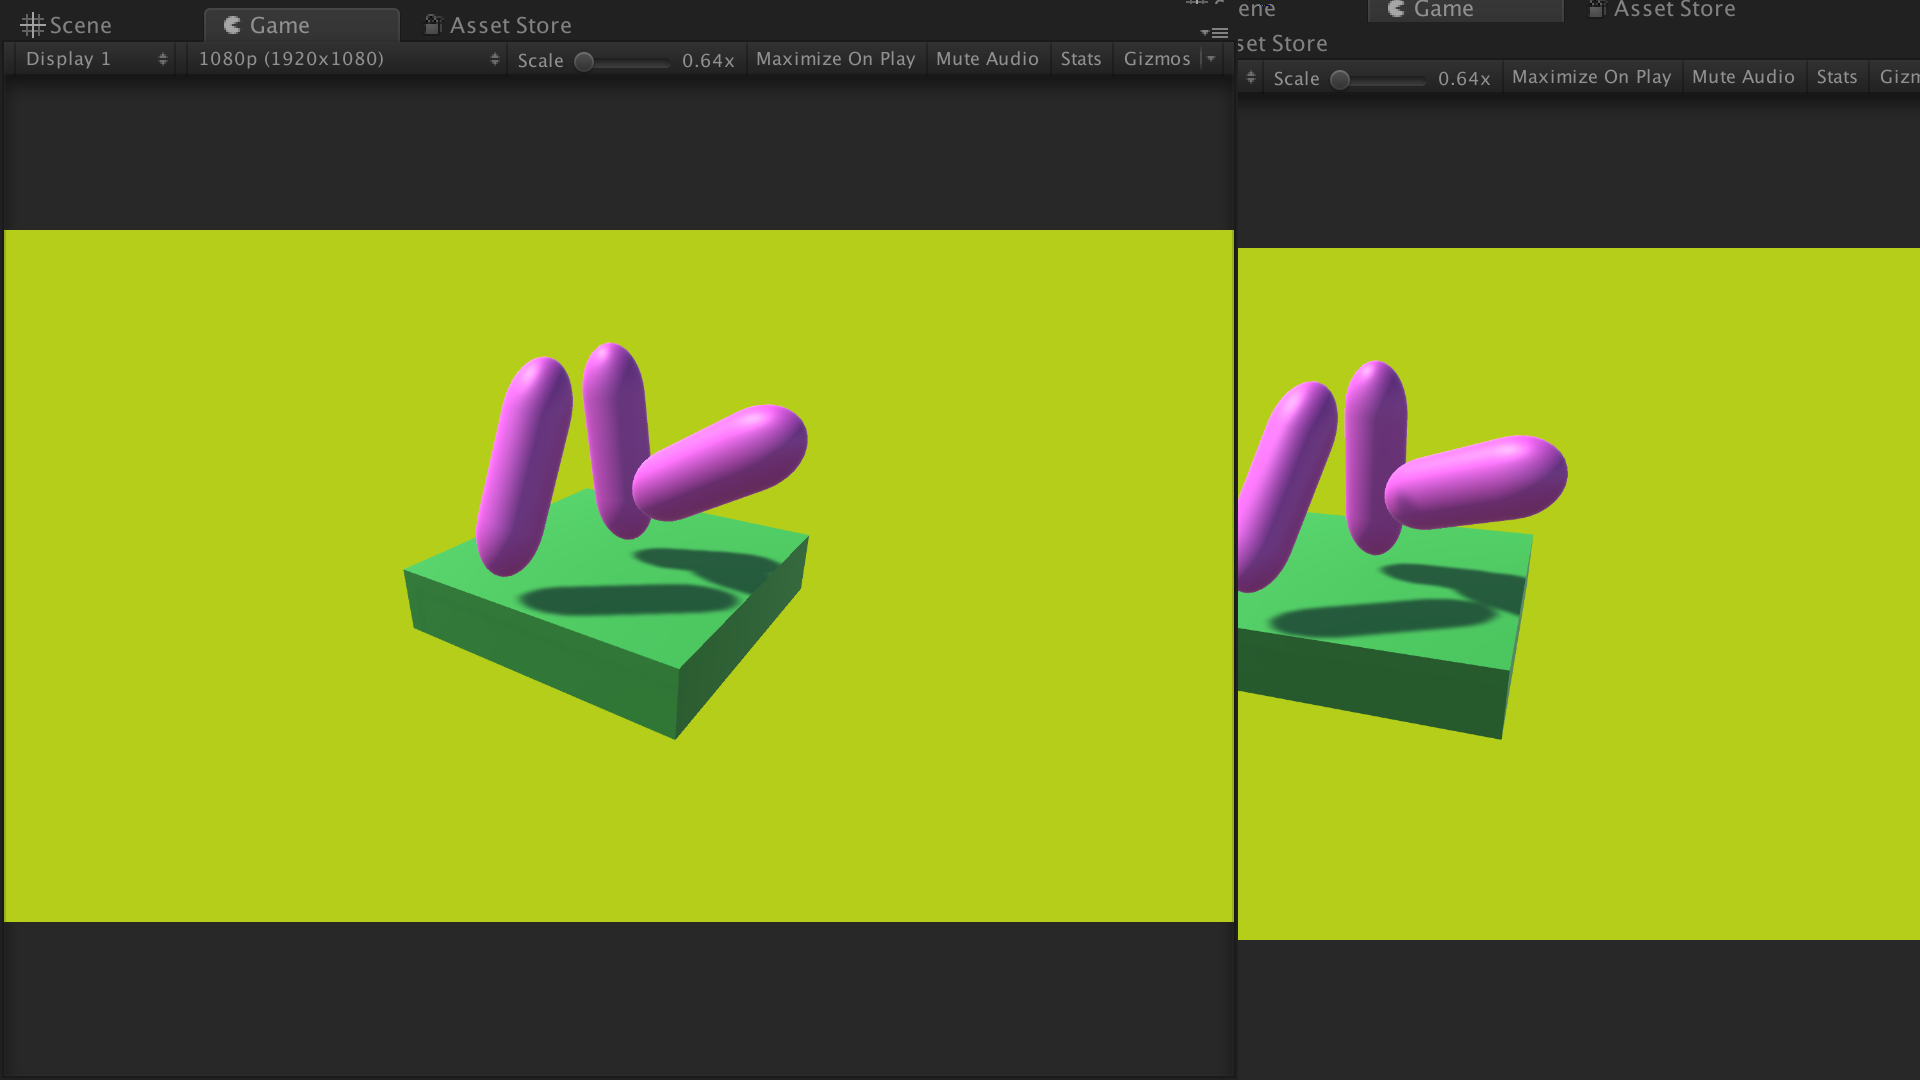 Scene Game Asset Store
Display 1 1080p (1920x1080) Scale 0.64x Maximize On Play Mute Audio Stats Gizmos
ene Game Asset Store
set Store
Scale 0.64x Maximize On Play Mute Audio Stats Gizm